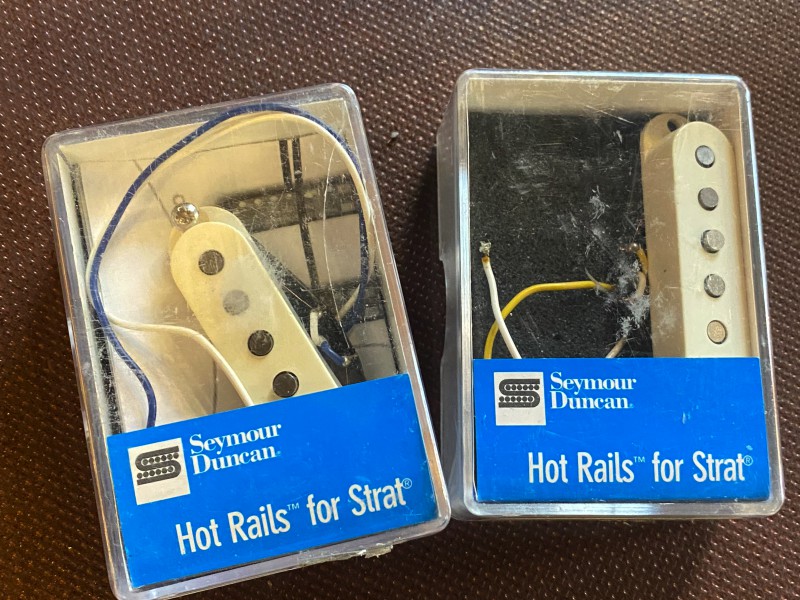 Seymour
Duncan®
Hot Rails™ for Strat®
Seymour
Duncan®
Hot Rails™ for Strat®